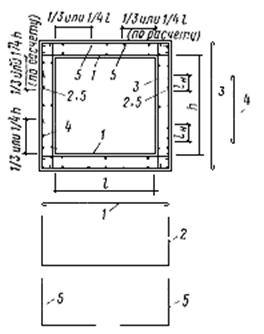 1/3 или 1/4 l
1/3 или 1/4 l
(по расчету)
1
5
5
1/3 или 1/4 h
(по расчету)
2,5
3
2,5
4
1/3 или 1/4 h
1
l н
h
l н
3
4
l
1
2
5
5